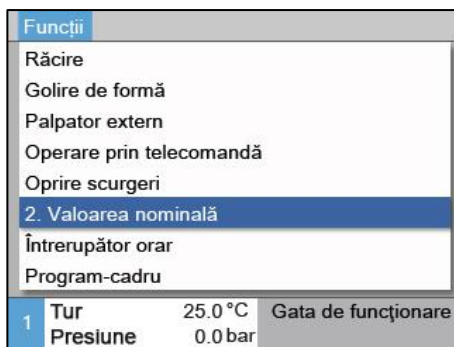 Funcții
Răcire
Golire de formă
Palpator extern
Operare prin telecomandă
Oprire scurgeri
2. Valoarea nominală
Întrerupător orar
Program-cadru
1 Tur 25.0 °C Gata de funcționare
Presiune 0.0 bar